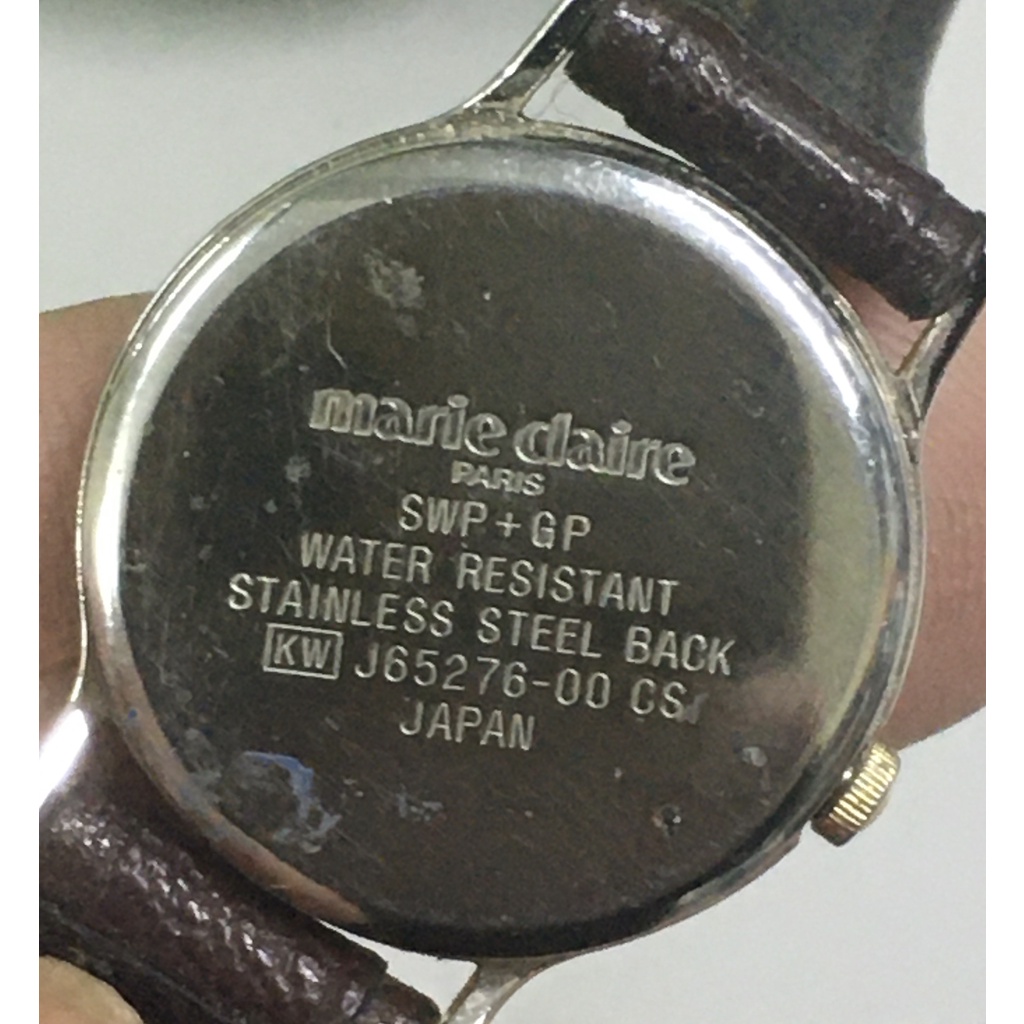 marie claire
PARIS
SWP+GP
WATER RESISTANT
STAINLESS STEEL BACK
KW J65276-00 CS
JAPAN